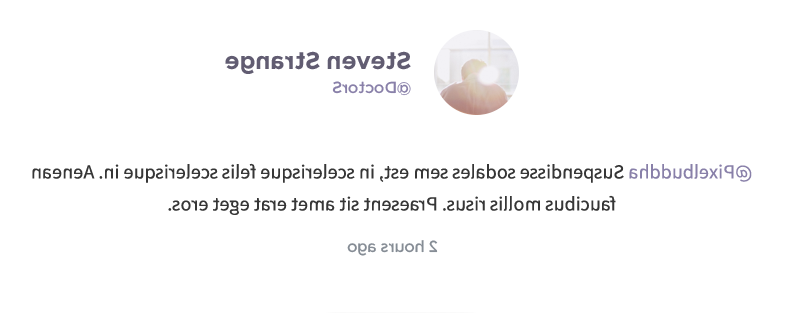 Steven Strange
@DoctorS
@Pixelbuddha Suspendisse sodales sem est, in scelerisque felis scelerisque in. Aenean
faucibus mollis risus. Praesent sit amet erat eget eros.
2 hours ago